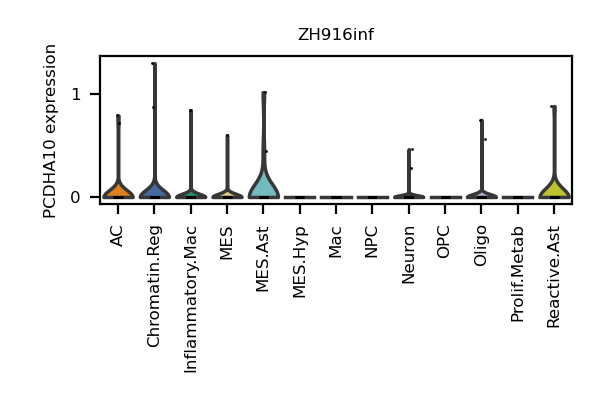 ZH916inf
PCDHA10 expression
1
0
AC
Chromatin.Reg
Inflammatory.Mac
MES
MES.Ast
MES.Hyp
Mac
NPC
Neuron
OPC
Oligo
Prolif.Metab
Reactive.Ast